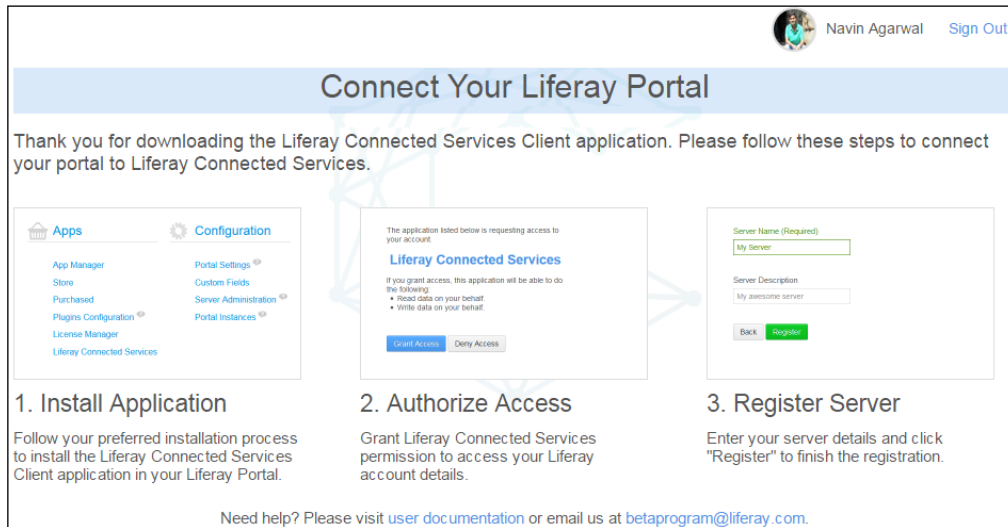 Navin Agarwal Sign Out
Connect Your Liferay Portal
Thank you for downloading the Liferay Connected Services Client application. Please follow these steps to connect
your portal to Liferay Connected Services.
Apps
App Manager
Store
Purchased
Plugins Configuration
License Manager
Liferay Connected Services
Configuration
Portal Settings
Custom Fields
Server Administration
Portal Instances
The application listed below is requesting access to
your account
Liferay Connected Services
If you grant access, this application will be able to do
the following:
• Read data on your behalf.
• Write data on your behalf.
Grant Access Deny Access
Server Name (Required)
My Server
Server Description
My awesome server
Back Register
1. Install Application
Follow your preferred installation process
to install the Liferay Connected Services
Client application in your Liferay Portal.
2. Authorize Access
Grant Liferay Connected Services
permission to access your Liferay
account details.
3. Register Server
Enter your server details and click
"Register" to finish the registration.
Need help? Please visit user documentation or email us at betaprogram@liferay.com.